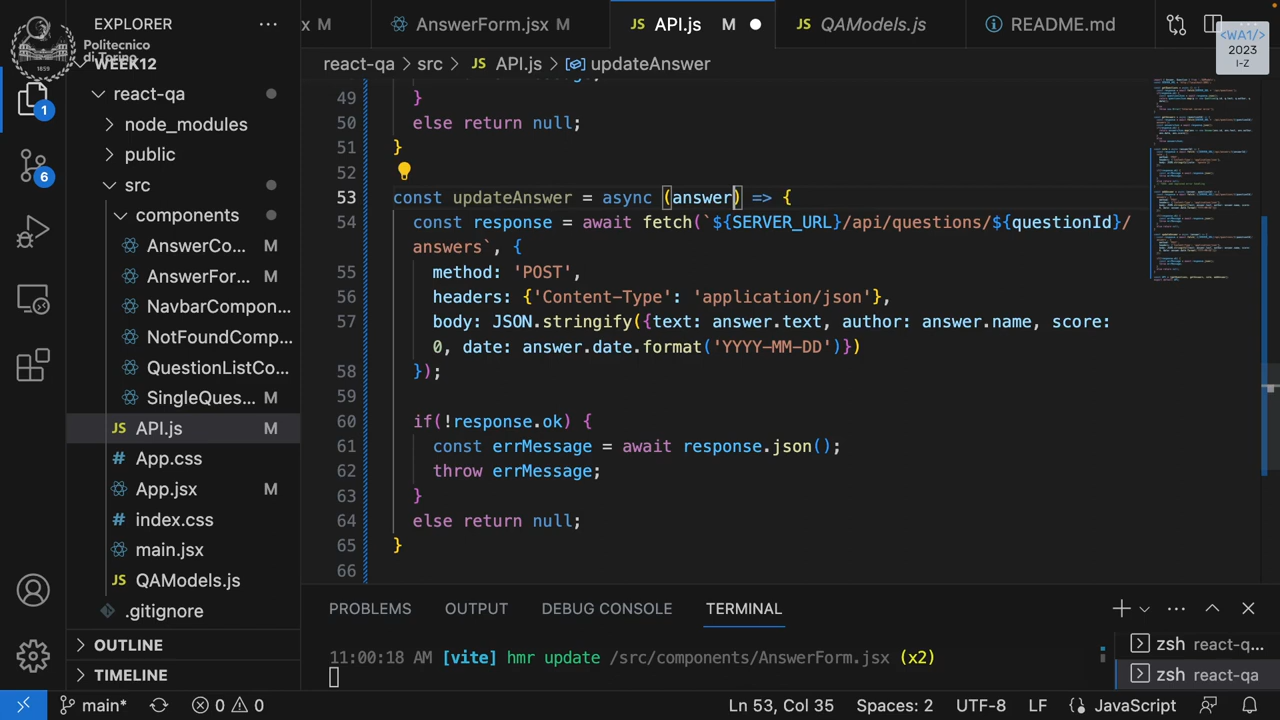 EXPLORER
Politecnico
di Torino
1859
WEEK12
react-qa
node_modules
public
src
components
AnswerCo... M
AnswerFor... M
NavbarCompon...
NotFoundComp...
QuestionListCo...
SingleQues... M
API.js M
App.css
App.jsx M
index.css
main.jsx
QAModels.js
.gitignore
OUTLINE
TIMELINE
1
6
x M
AnswerForm.jsx M
JS API.js M
JS QAModels.js
README.md
<WA1/>
2023
I-Z
react-qa > src > JS API.js > updateAnswer
49 }
50 else return null;
51 }
52
53 const updateAnswer = async (answer) => {
54 const response = await fetch(`${SERVER_URL}/api/questions/${questionId}/
answers`, {
55 method: 'POST',
56 headers: {'Content-Type': 'application/json'},
57 body: JSON.stringify({text: answer.text, author: answer.name, score:
0, date: answer.date.format('YYYY-MM-DD')})
58 });
59
60 if(!response.ok) {
61 const errMessage = await response.json();
62 throw errMessage;
63 }
64 else return null;
65 }
66
PROBLEMS OUTPUT DEBUG CONSOLE TERMINAL
11:00:18 AM [vite] hmr update /src/components/AnswerForm.jsx (x2)
zsh react-q...
zsh react-qa
main* 0 0 Ln 53, Col 35 Spaces: 2 UTF-8 LF JavaScript